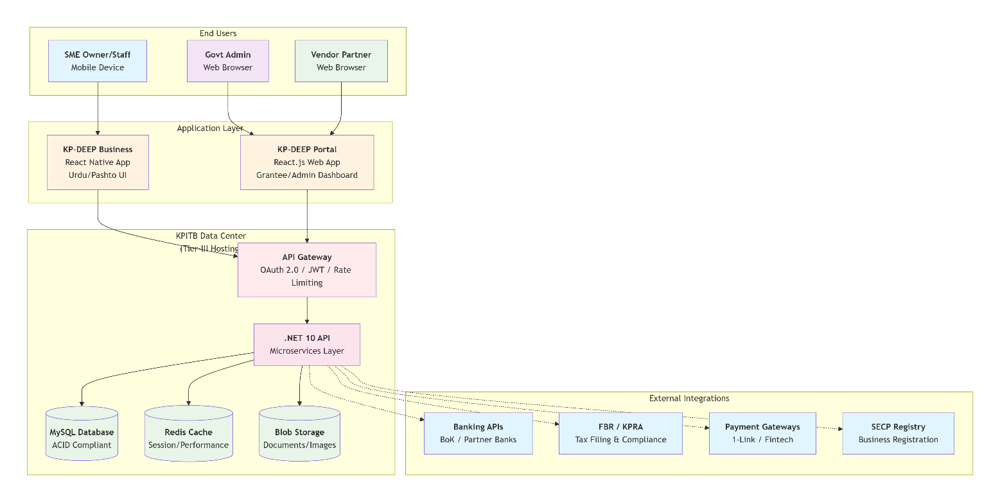 End Users
SME Owner/Staff
Mobile Device
Govt Admin
Web Browser
Vendor Partner
Web Browser
Application Layer
KP-DEEP Business
React Native App
Urdu/Pashto UI
KP-DEEP Portal
React.js Web App
Grantee/Admin Dashboard
KPITB Data Center
(Tier-III Hosting
API Gateway
OAuth 2.0 / JWT / Rate
Limiting
.NET 10 API
Microservices Layer
MySQL Database
ACID Compliant
Redis Cache
Session/Performance
Blob Storage
Documents/Images
External Integrations
Banking APIs
BoK / Partner Banks
FBR / KPRA
Tax Filing & Compliance
Payment Gateways
1-Link / Fintech
SECP Registry
Business Registration